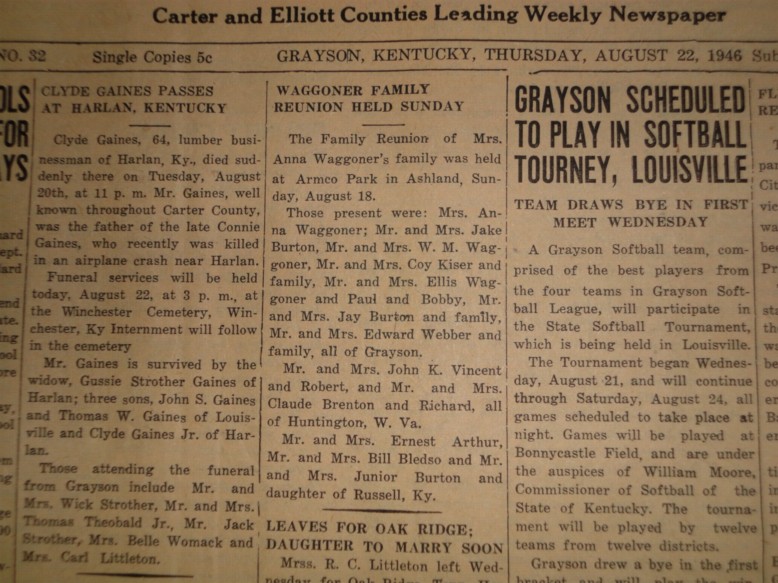 Carter and Elliott Counties Leading Weekly Newspaper
NO. 32 Single Copies 5c GRAYSON, KENTUCKY, THURSDAY, AUGUST 22, 1946 Sub
OLS
FOR
YS
CLYDE GAINES PASSES
AT HARLAN, KENTUCKY
Clyde Gaines, 64, lumber busi-
nessman of Harlan, Ky., died sud-
denly there on Tuesday, August
20th, at 11 p. m. Mr. Gaines, well
known throughout Carter County,
was the father of the late Connie
Gaines, who recently was killed
in an airplane crash near Harlan.
Funeral services will be held
today, August 22, at 3 p. m., at
the Winchester Cemetery, Win-
chester, Ky Internment will follow
in the cemetery
Mr. Gaines is survived by the
widow, Gussie Strother Gaines of
Harlan; three sons, John S. Gaines
and Thomas W. Gaines of Louis-
ville and Clyde Gaines Jr. of Har-
lan.
Those attending the funeral
from Grayson include Mr. and
Mrs. Wick Strother, Mr. and Mrs.
Thomas Theobald Jr., Mr. Jack
Strother, Mrs. Belle Womack and
Mrs. Carl Littleton.
WAGGONER FAMILY
REUNION HELD SUNDAY
The Family Reunion of Mrs.
Anna Waggoner's family was held
at Armco Park in Ashland, Sun-
day, August 18.
Those present were: Mrs. An-
na Waggoner; Mr. and Mrs. Jake
Burton, Mr. and Mrs. W. M. Wag-
goner, Mr. and Mrs. Coy Kiser and
family, Mr. and Mrs. Ellis Wag-
goner and Paul and Bobby, Mr.
and Mrs. Jay Burton and family,
Mr. and Mrs. Edward Webber and
family, all of Grayson.
Mr. and Mrs. John K. Vincent
and Robert, and Mr. and Mrs.
Claude Brenton and Richard, all
of Huntington, W. Va.
Mr. and Mrs. Ernest Arthur,
Mr. and Mrs. Bill Bledso and Mr.
and Mrs. Junior Burton and
daughter of Russell, Ky.
LEAVES FOR OAK RIDGE;
DAUGHTER TO MARRY SOON
Mrss. R. C. Littleton left Wed-
GRAYSON SCHEDULED
TO PLAY IN SOFTBALL
TOURNEY, LOUISVILLE
TEAM DRAWS BYE IN FIRST
MEET WEDNESDAY
A Grayson Softball team, com-
prised of the best players from
the four teams in Grayson Soft-
ball League, will participate in
the State Softball Tournament,
which is being held in Louisville.
The Tournament began Wednes-
day, August 21, and will continue
through Saturday, August 24, all
games scheduled to take place at
night. Games will be played at
Bonnycastle Field, and are under
the auspices of William Moore,
Commissioner of Softball of the
State of Kentucky. The tourna-
ment will be played by twelve
teams from twelve districts.
Grayson drew a bye in the first
FL
RE